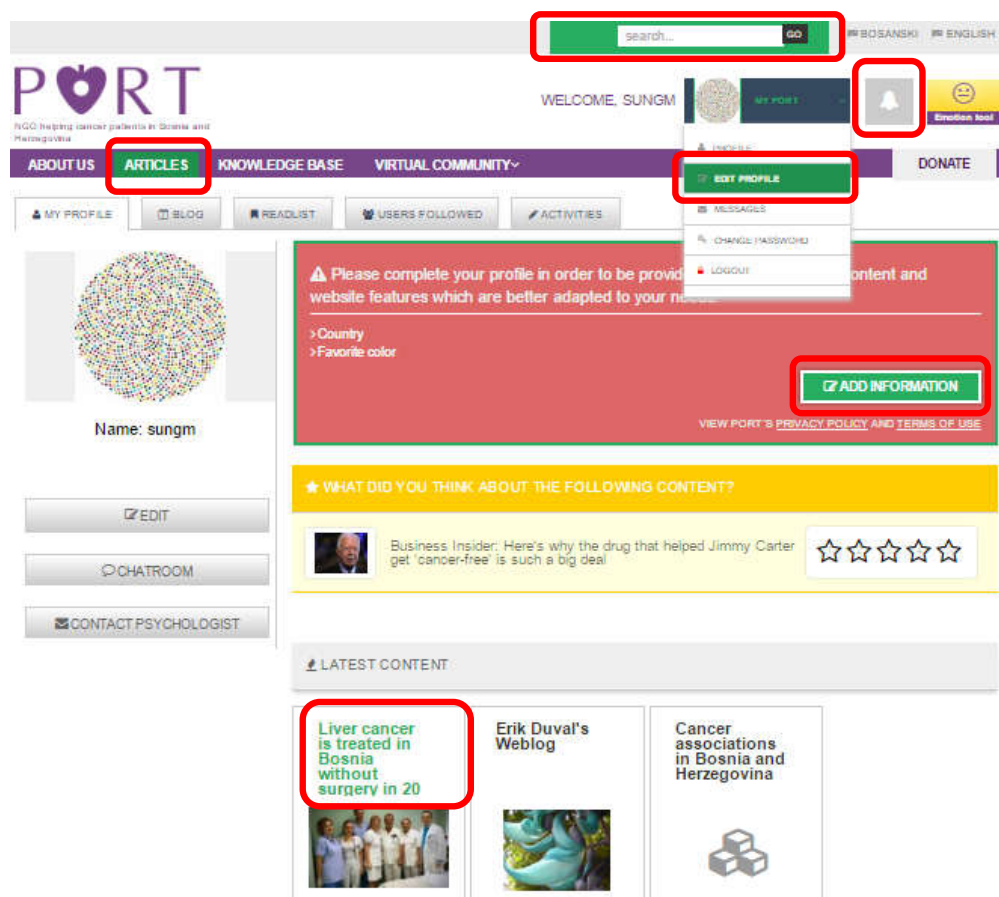 search... GO BOSANSKI ENGLISH
PORT
NGO helping cancer patients in Bosnia and
Herzegovina
WELCOME, SUNGM MY PORT
Emotion tool
ABOUT US ARTICLES KNOWLEDGE BASE VIRTUAL COMMUNITY DONATE
PROFILE
EDIT PROFILE
MESSAGES
CHANGE PASSWORD
LOGOUT
MY PROFILE BLOG READLIST USERS FOLLOWED ACTIVITIES
Please complete your profile in order to be provid ontent and
website features which are better adapted to your
>Country
>Favorite color
ADD INFORMATION
VIEW PORT'S PRIVACY POLICY AND TERMS OF USE
Name: sungm
EDIT
CHATROOM
CONTACT PSYCHOLOGIST
WHAT DID YOU THINK ABOUT THE FOLLOWING CONTENT?
Business Insider: Here's why the drug that helped Jimmy Carter
get 'cancer-free' is such a big deal
LATEST CONTENT
Liver cancer
is treated in
Bosnia
without
surgery in 20
Erik Duval's
Weblog
Cancer
associations
in Bosnia and
Herzegovina